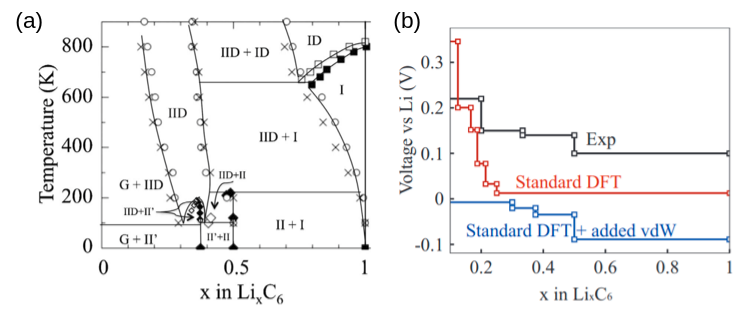 (a)
Temperature (K)
800
600
400
200
0
ID
IID + ID
I
IID
IID + I
G + IID
IID+II
IID+II'
II'+II
II + I
G + II'
0
0.5
1
x in LixC6
(b)
Voltage vs Li (V)
0.3
0.2
0.1
0
-0.1
Exp
Standard DFT
Standard DFT + added vdW
0.2
0.4
0.6
0.8
1
x in LixC6